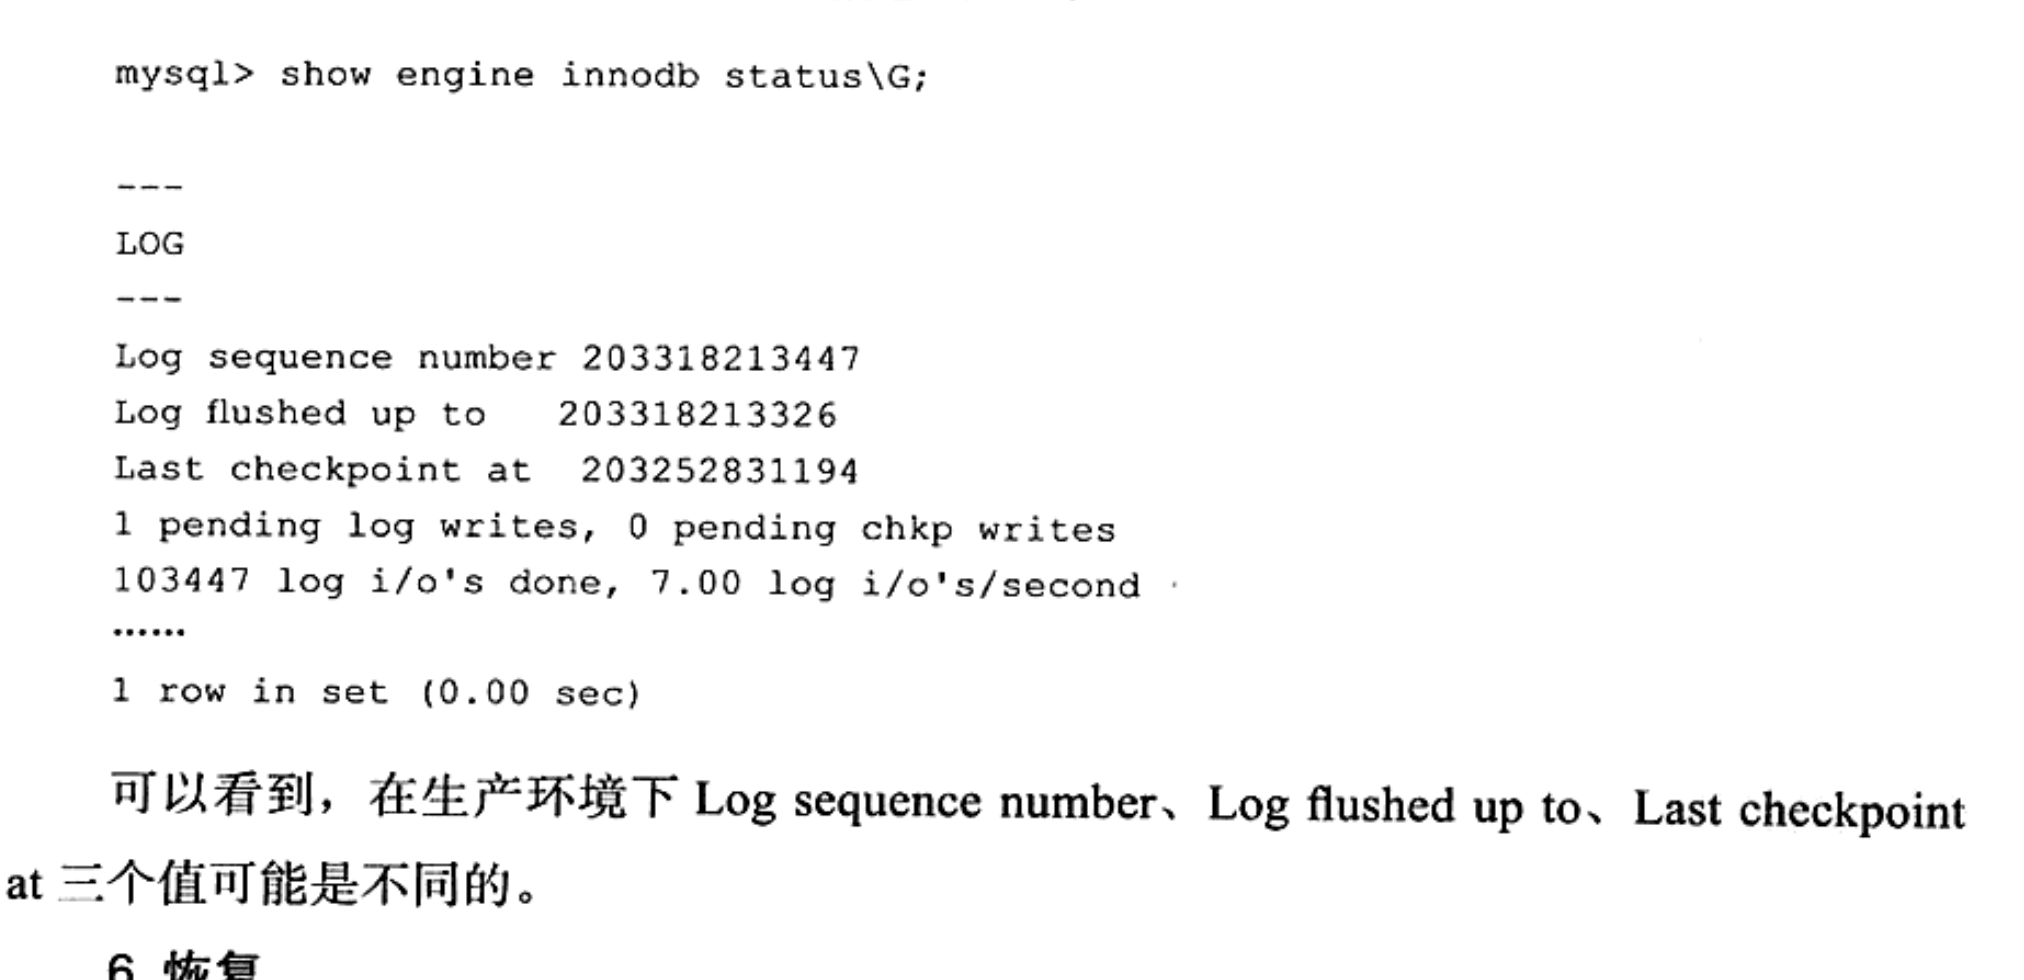 mysql> show engine innodb status\G;
---
LOG
---
Log sequence number 203318213447
Log flushed up to   203318213326
Last checkpoint at  203252831194
1 pending log writes, 0 pending chkp writes
103447 log i/o's done, 7.00 log i/o's/second
......
1 row in set (0.00 sec)
可以看到，在生产环境下 Log sequence number、Log flushed up to、Last checkpoint
at 三个值可能是不同的。
6 恢复